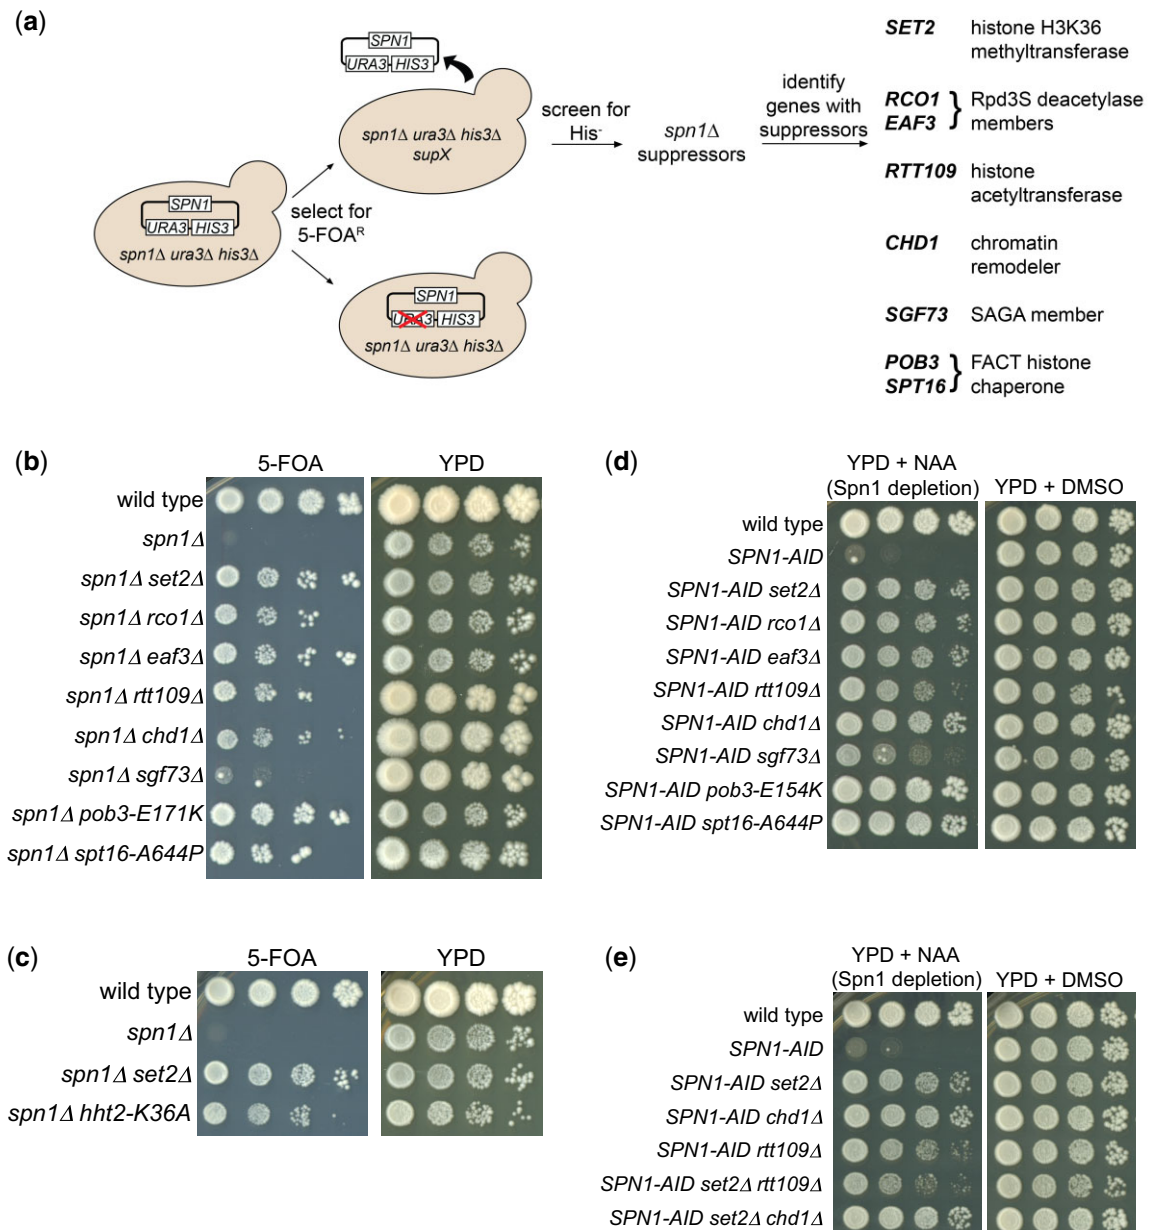 (a)
SPN1
URA3 HIS3
spn1Δ ura3Δ his3Δ
select for
5-FOAᴿ
SPN1
URA3 HIS3
spn1Δ ura3Δ his3Δ
supX
SPN1
URA3 HIS3
spn1Δ ura3Δ his3Δ
screen for
His⁻
spn1Δ
suppressors
identify
genes with
suppressors
SET2 histone H3K36
methyltransferase
RCO1 } Rpd3S deacetylase
EAF3 members
RTT109 histone
acetyltransferase
CHD1 chromatin
remodeler
SGF73 SAGA member
POB3 } FACT histone
SPT16 chaperone
(b)
5-FOA YPD
wild type
spn1Δ
spn1Δ set2Δ
spn1Δ rco1Δ
spn1Δ eaf3Δ
spn1Δ rtt109Δ
spn1Δ chd1Δ
spn1Δ sgf73Δ
spn1Δ pob3-E171K
spn1Δ spt16-A644P
(c)
5-FOA YPD
wild type
spn1Δ
spn1Δ set2Δ
spn1Δ hht2-K36A
(d)
YPD + NAA
(Spn1 depletion) YPD + DMSO
wild type
SPN1-AID
SPN1-AID set2Δ
SPN1-AID rco1Δ
SPN1-AID eaf3Δ
SPN1-AID rtt109Δ
SPN1-AID chd1Δ
SPN1-AID sgf73Δ
SPN1-AID pob3-E154K
SPN1-AID spt16-A644P
(e)
YPD + NAA
(Spn1 depletion) YPD + DMSO
wild type
SPN1-AID
SPN1-AID set2Δ
SPN1-AID chd1Δ
SPN1-AID rtt109Δ
SPN1-AID set2Δ rtt109Δ
SPN1-AID set2Δ chd1Δ